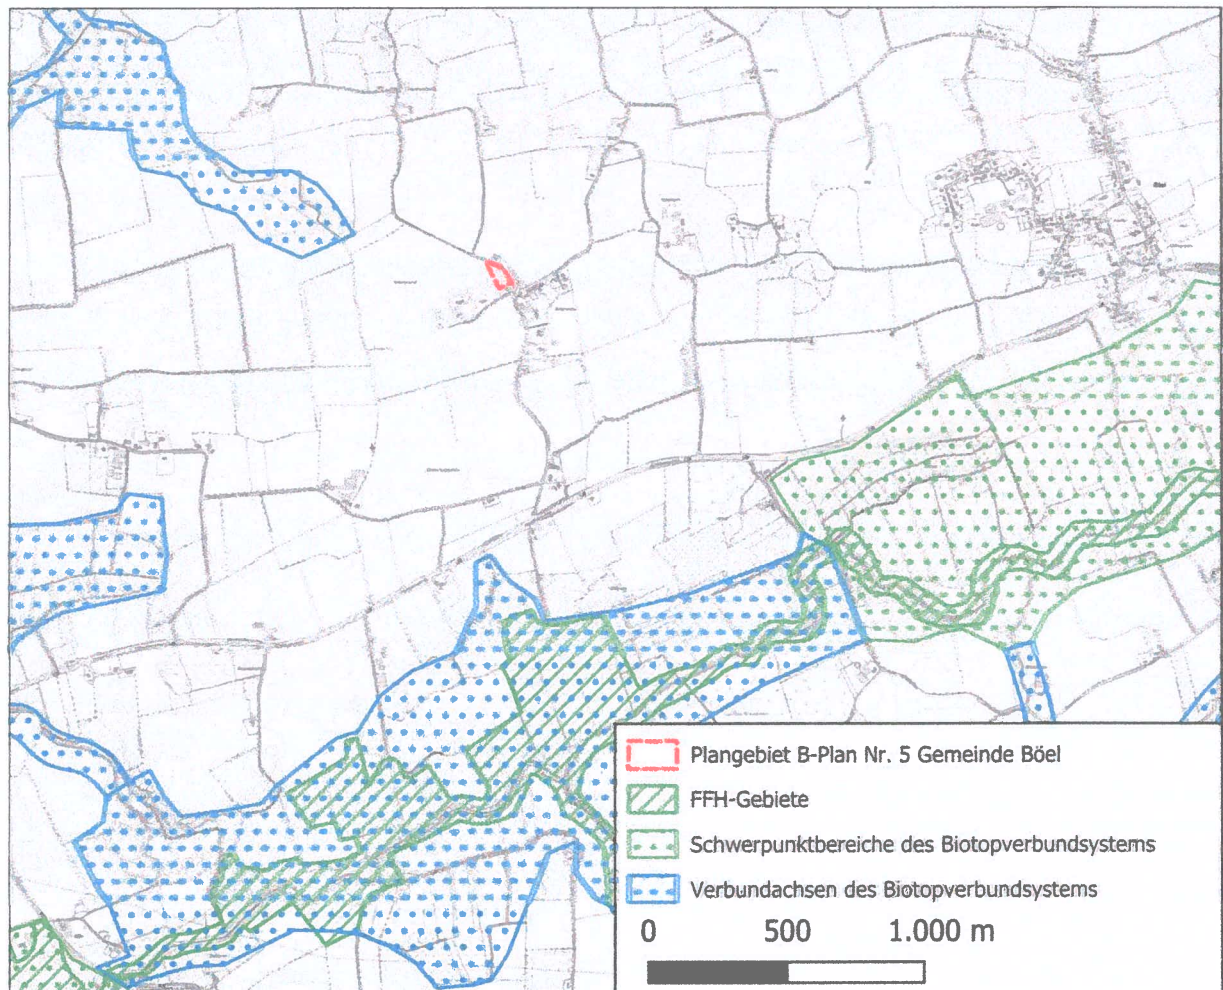 Plangebiet B-Plan Nr. 5 Gemeinde Böel
FFH-Gebiete
Schwerpunktbereiche des Biotopverbundsystems
Verbundachsen des Biotopverbundsystems
0 500 1.000 m